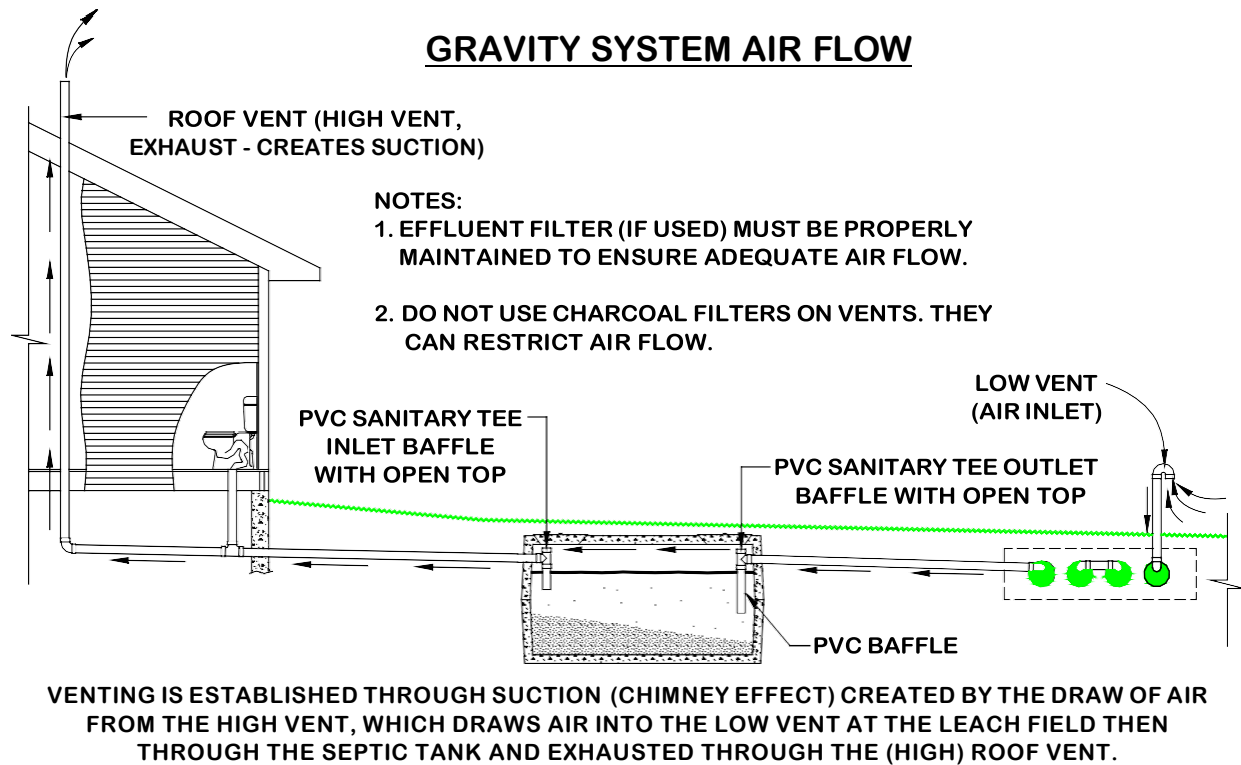 GRAVITY SYSTEM AIR FLOW
ROOF VENT (HIGH VENT,
EXHAUST - CREATES SUCTION)
NOTES:
1. EFFLUENT FILTER (IF USED) MUST BE PROPERLY
MAINTAINED TO ENSURE ADEQUATE AIR FLOW.
2. DO NOT USE CHARCOAL FILTERS ON VENTS. THEY
CAN RESTRICT AIR FLOW.
LOW VENT
(AIR INLET)
PVC SANITARY TEE
INLET BAFFLE
WITH OPEN TOP
PVC SANITARY TEE OUTLET
BAFFLE WITH OPEN TOP
PVC BAFFLE
VENTING IS ESTABLISHED THROUGH SUCTION (CHIMNEY EFFECT) CREATED BY THE DRAW OF AIR
FROM THE HIGH VENT, WHICH DRAWS AIR INTO THE LOW VENT AT THE LEACH FIELD THEN
THROUGH THE SEPTIC TANK AND EXHAUSTED THROUGH THE (HIGH) ROOF VENT.